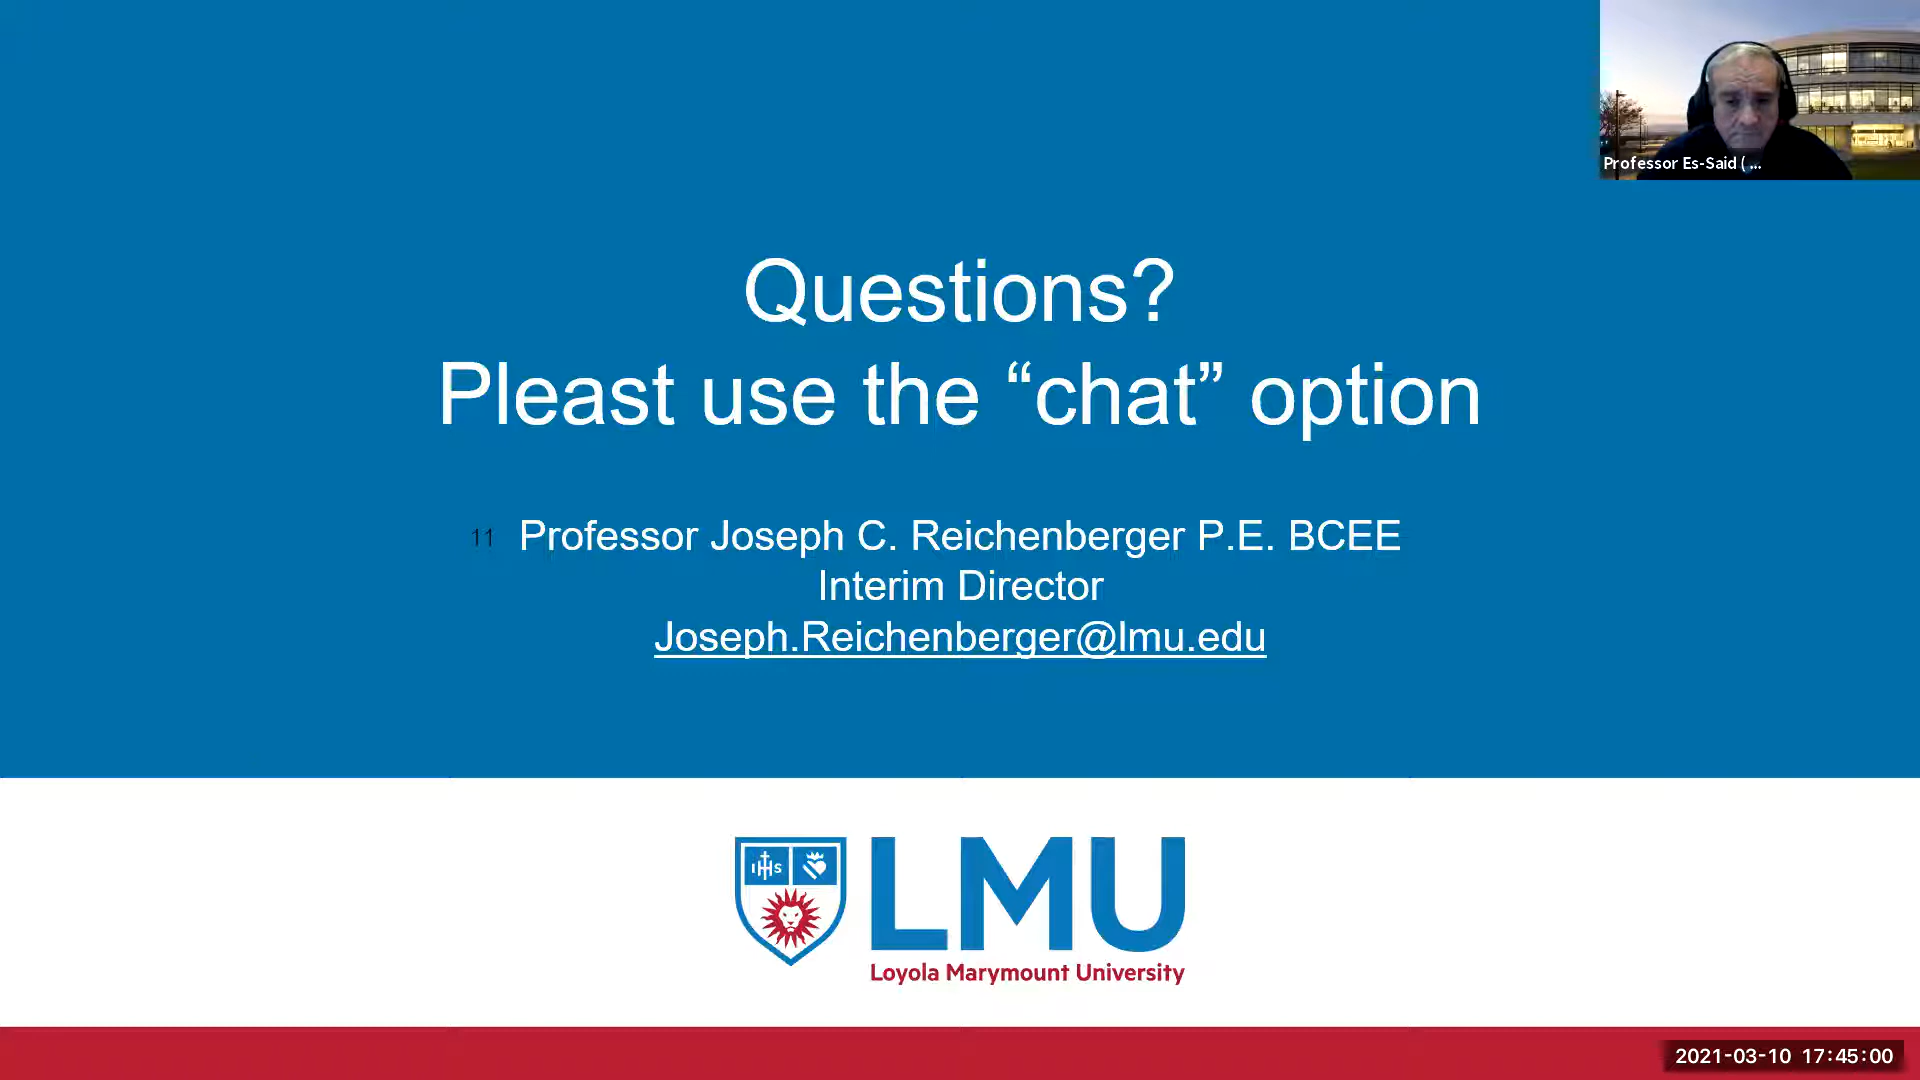 Professor Es-Said ( ...
Questions?
Pleast use the “chat” option
11 Professor Joseph C. Reichenberger P.E. BCEE
Interim Director
Joseph.Reichenberger@lmu.edu
IHS
LMU
Loyola Marymount University
2021-03-10 17:45:00